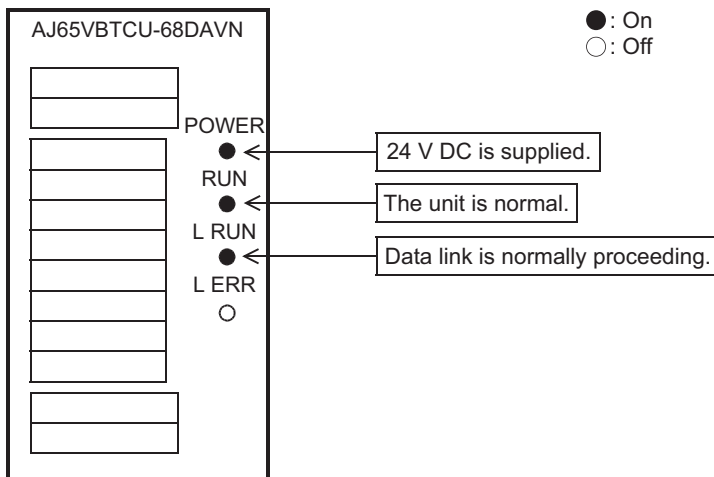 AJ65VBTCU-68DAVN
: On
: Off
POWER
24 V DC is supplied.
RUN
The unit is normal.
L RUN
Data link is normally proceeding.
L ERR